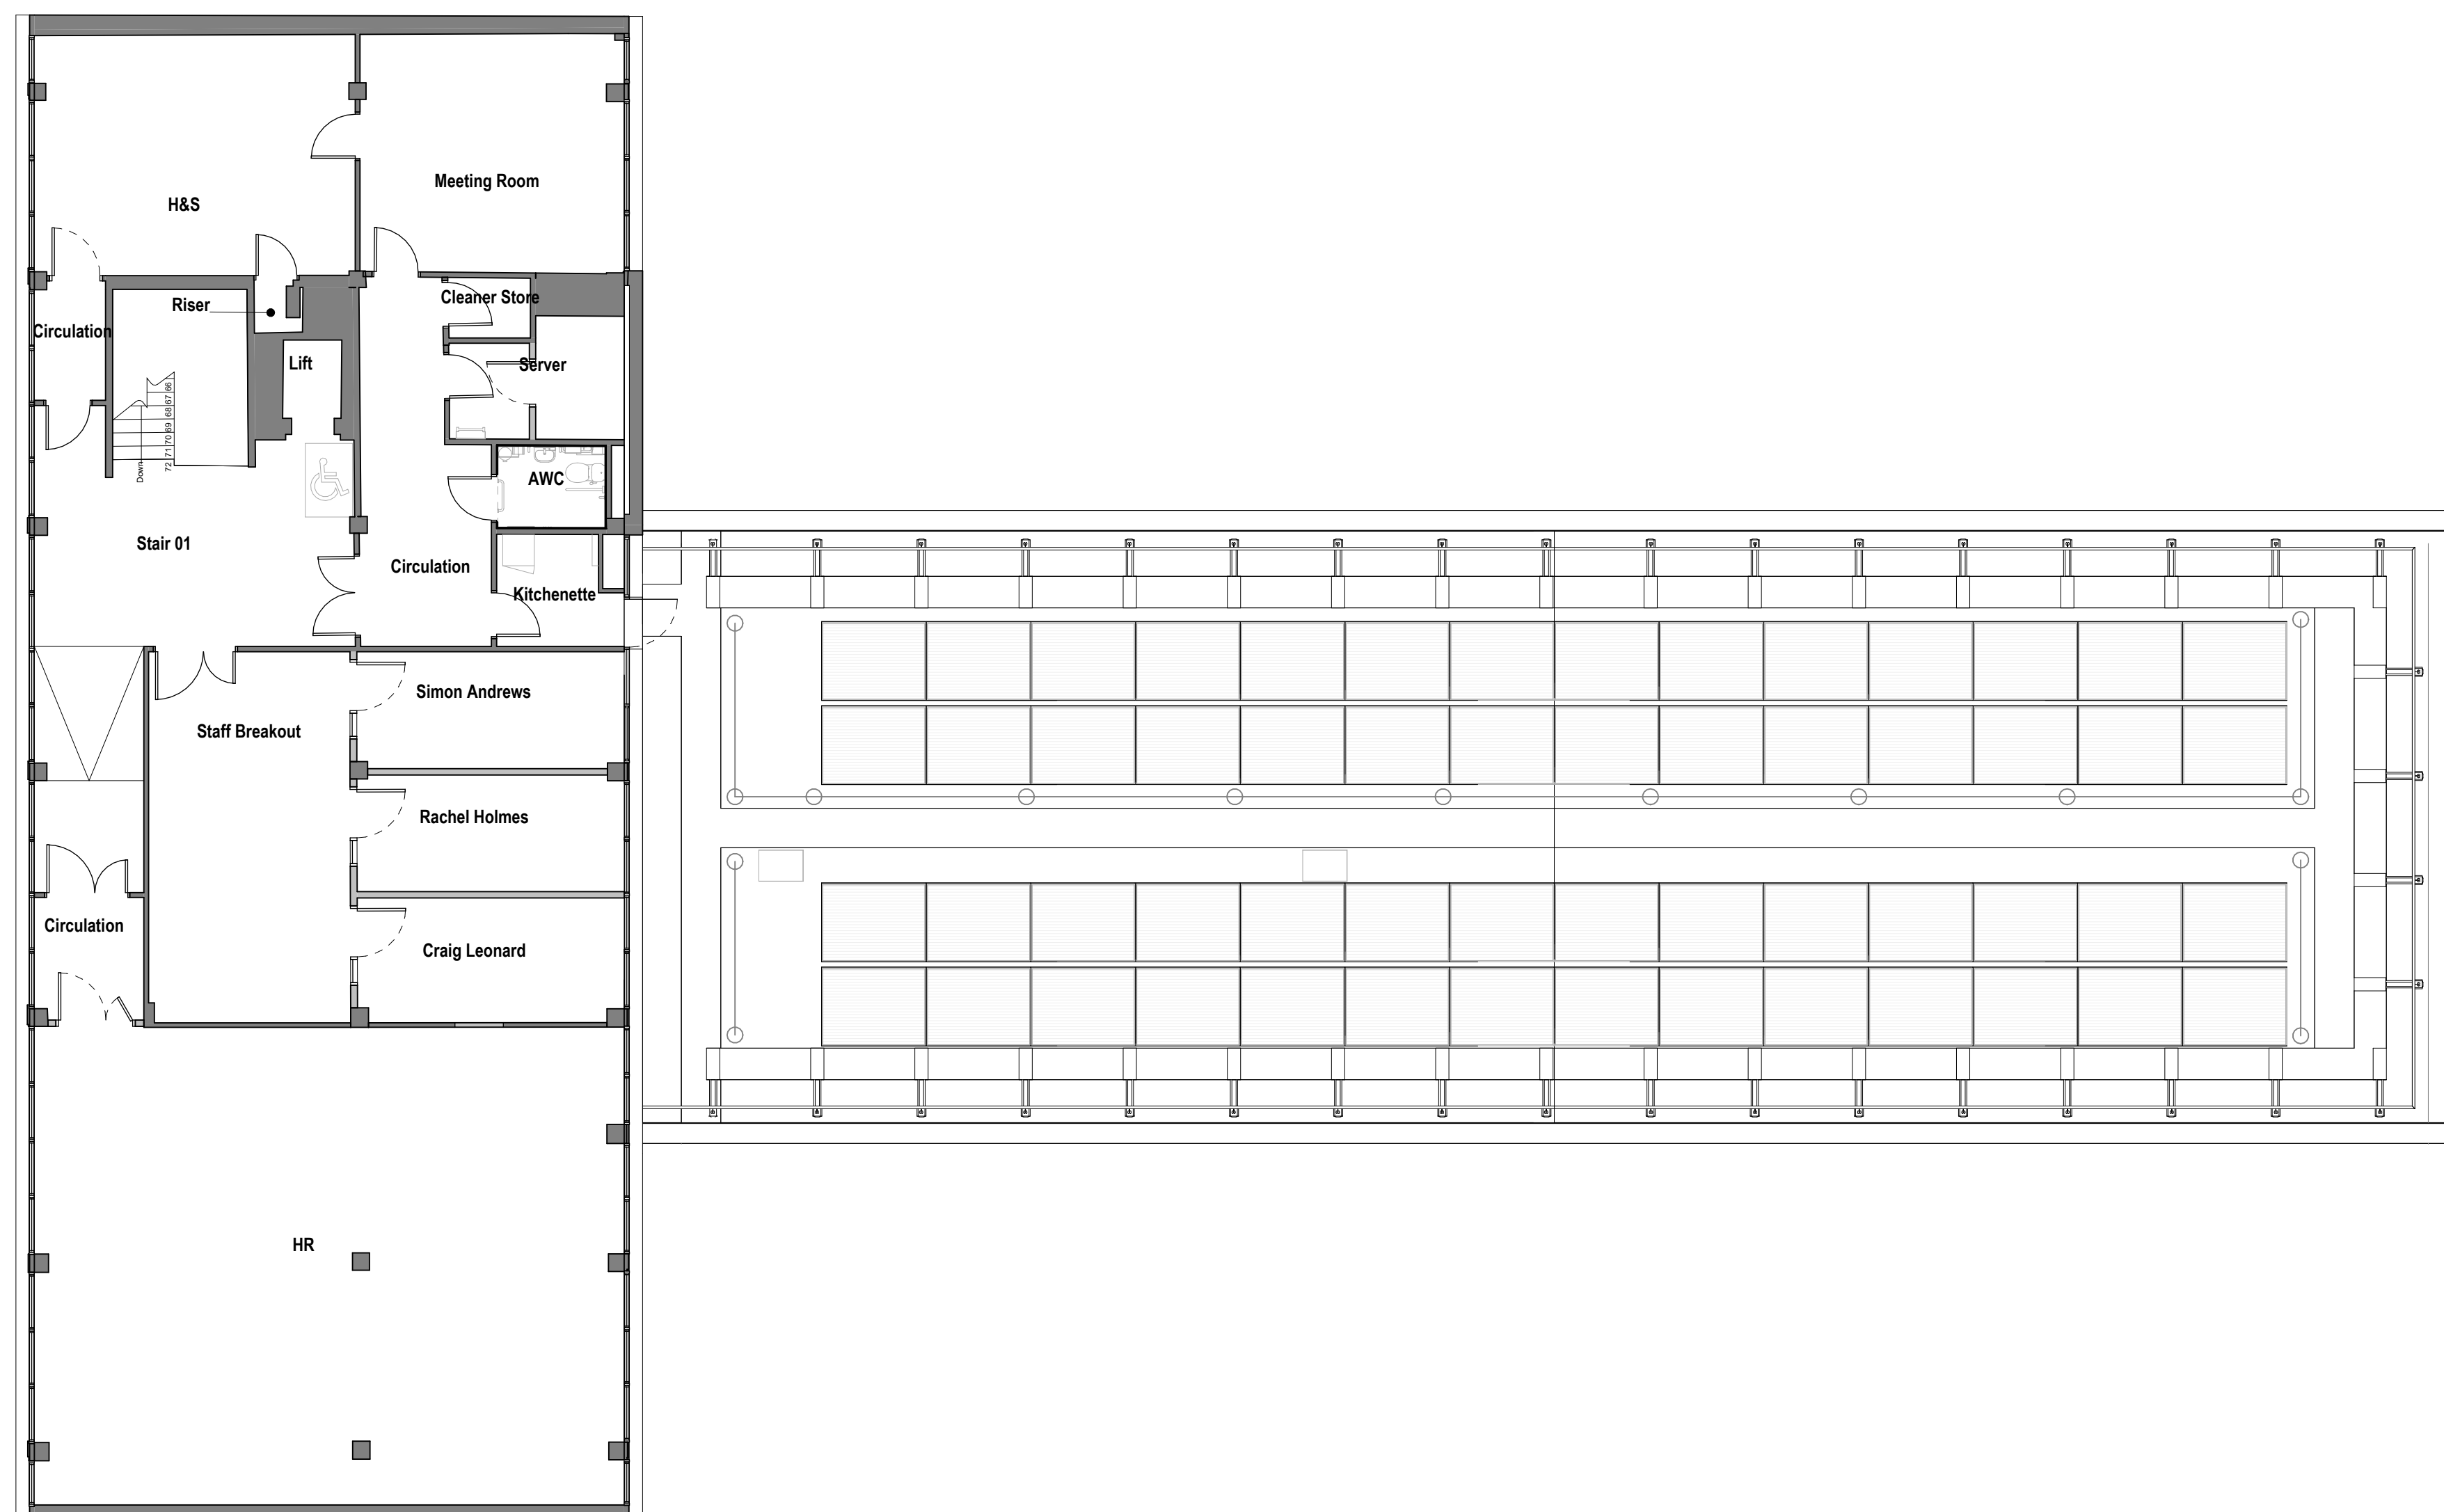 Meeting Room
H&S
Cleaner Store
Riser
Circulation
Lift
Server
66
67
68
69
70
71
72
Down
AWC
Stair 01
Circulation
Kitchenette
Simon Andrews
Staff Breakout
Rachel Holmes
Circulation
Craig Leonard
HR